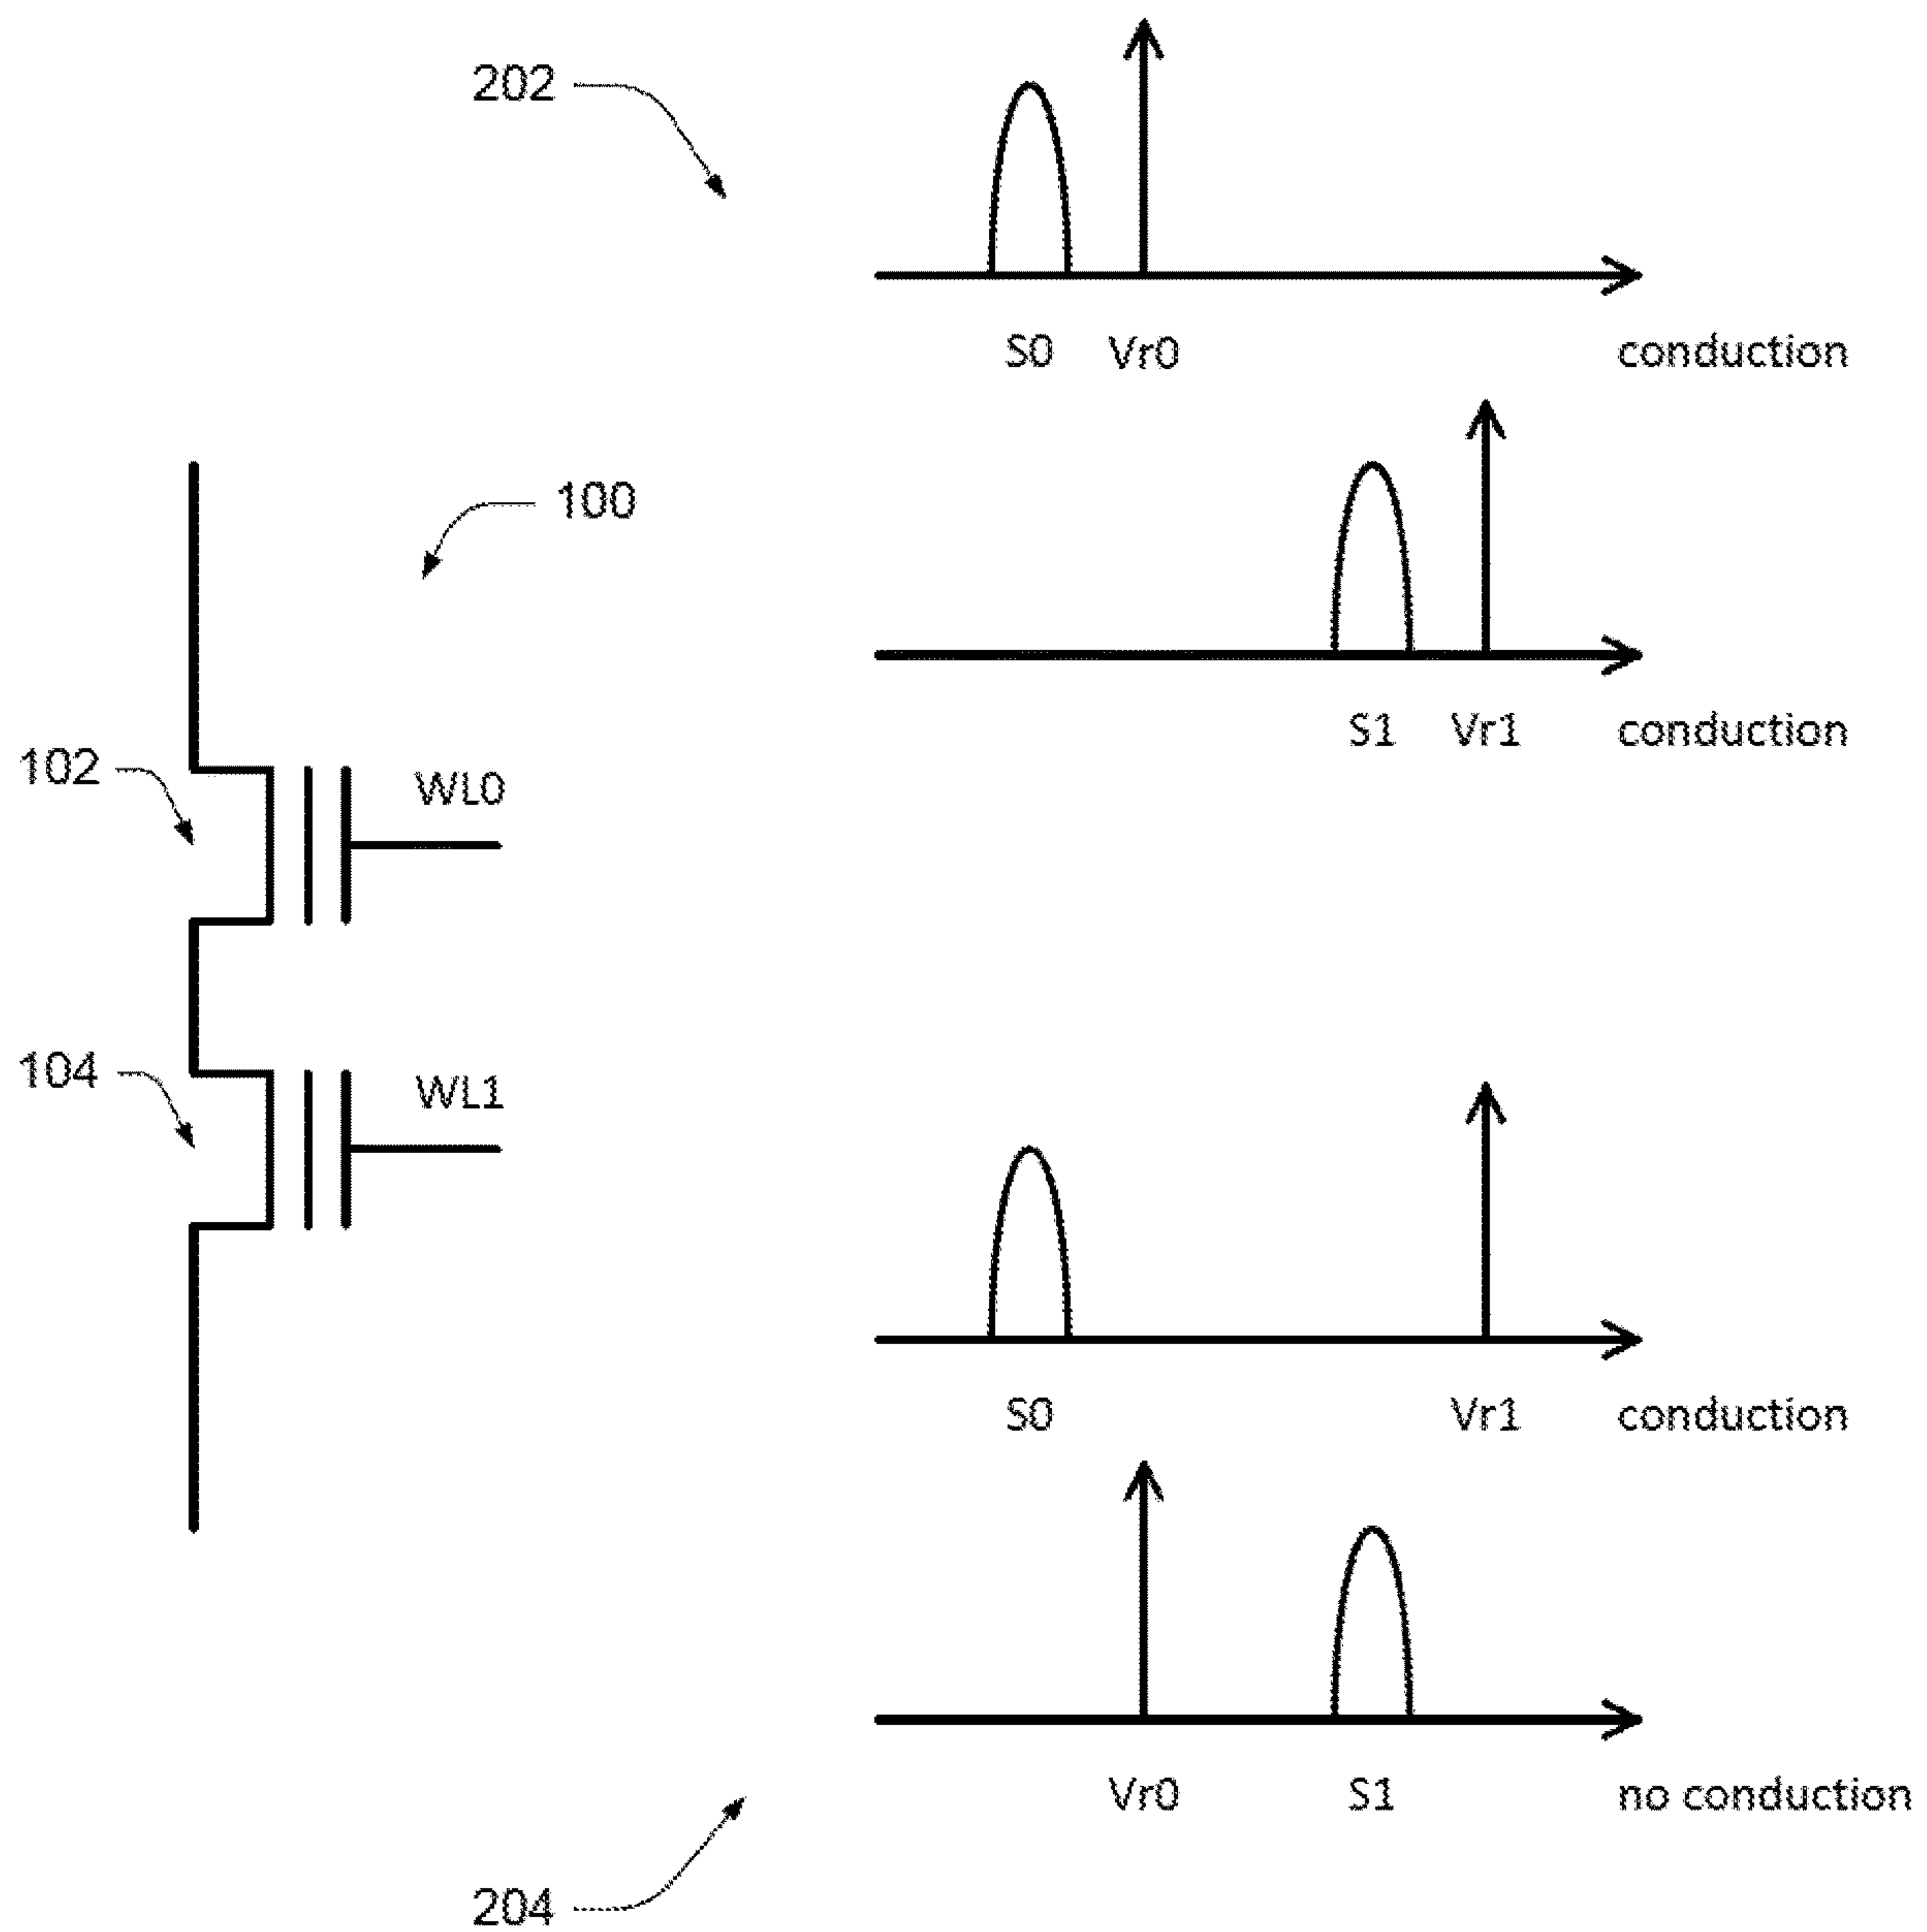 202
S0 Vr0 conduction
100
S1 Vr1 conduction
102
WL0
104
WL1
S0 Vr1 conduction
Vr0 S1 no conduction
204